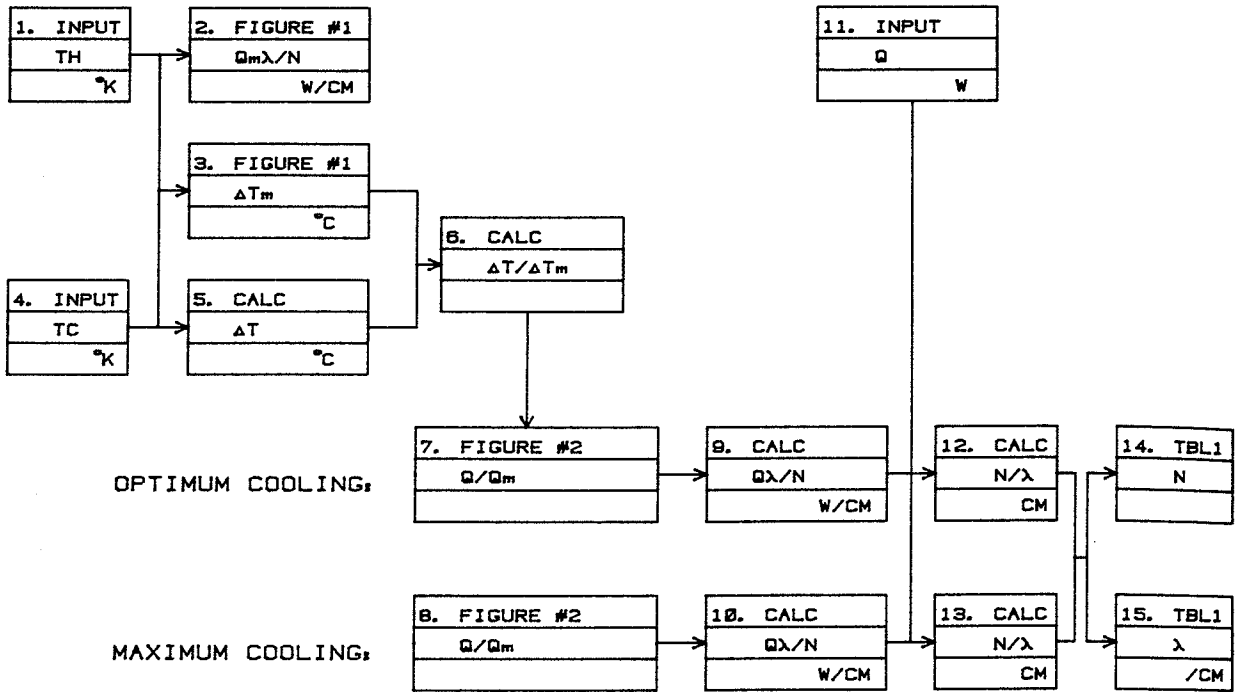 1. INPUT
TH
°K
2. FIGURE #1
Qmλ/N
W/CM
11. INPUT
Q
W
3. FIGURE #1
ΔTm
°C
6. CALC
ΔT/ΔTm
4. INPUT
TC
°K
5. CALC
ΔT
°C
OPTIMUM COOLING:
7. FIGURE #2
Q/Qm
9. CALC
Qλ/N
W/CM
12. CALC
N/λ
CM
14. TBL1
N
MAXIMUM COOLING:
8. FIGURE #2
Q/Qm
10. CALC
Qλ/N
W/CM
13. CALC
N/λ
CM
15. TBL1
λ
/CM